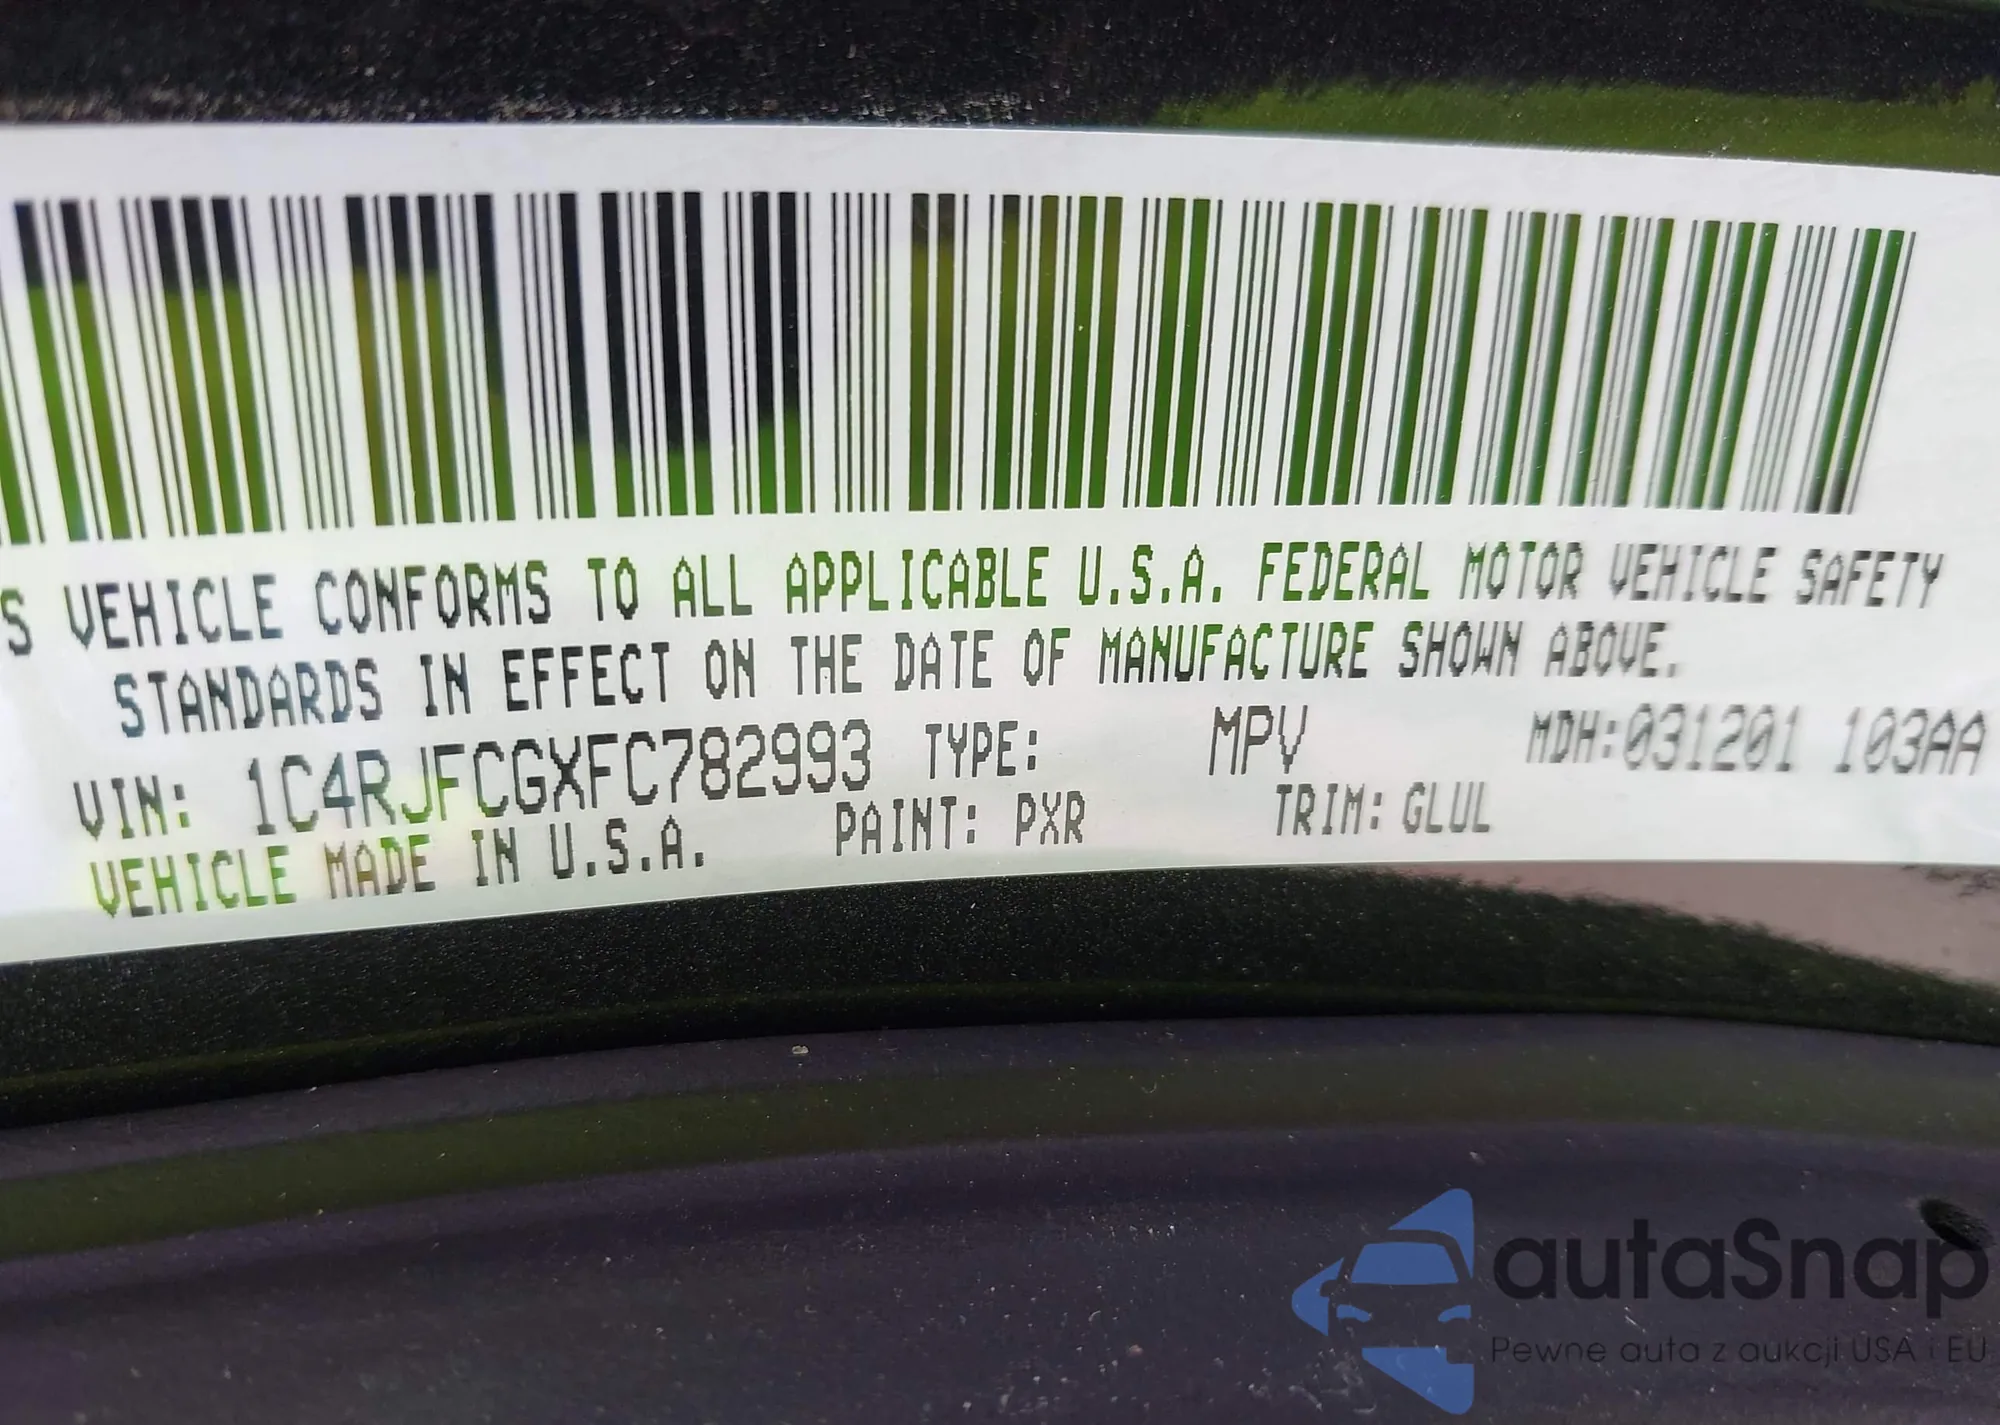 S VEHICLE CONFORMS TO ALL APPLICABLE U.S.A. FEDERAL MOTOR VEHICLE SAFETY
STANDARDS IN EFFECT ON THE DATE OF MANUFACTURE SHOWN ABOVE.
VIN: 1C4RJFCGXFC782993 TYPE: MPV MDH:031201 103AA
VEHICLE MADE IN U.S.A. PAINT: PXR TRIM: GLUL
autaSnap
Pewne auta z aukcji USA i EU